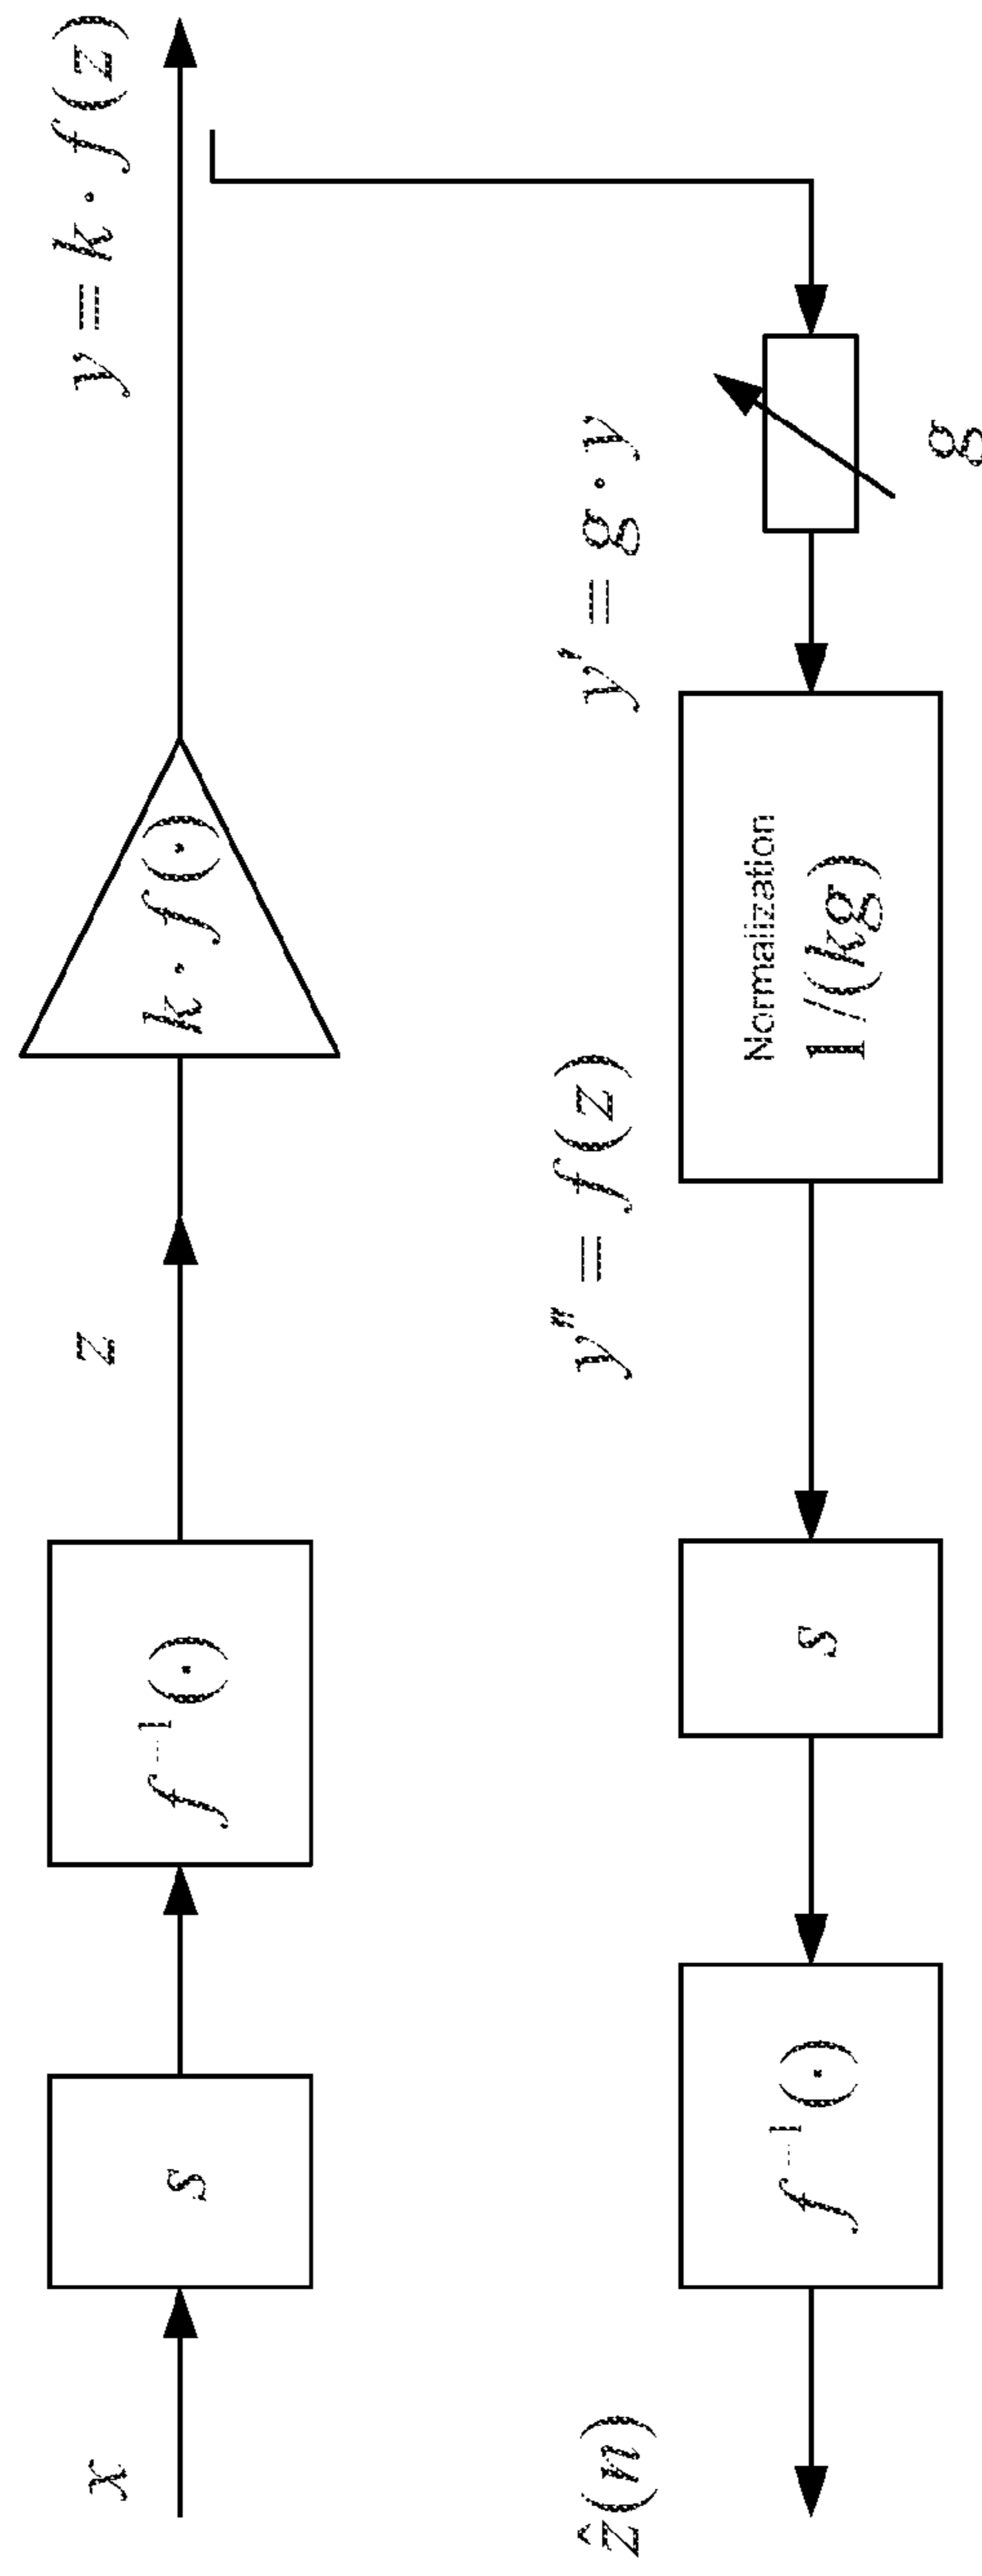 x
s
f⁻¹(·)
z
k · f(·)
y = k · f(z)
ẑ(n)
f⁻¹(·)
s
y″ = f(z)
Normalization
1/(kg)
y′ = g · y
g